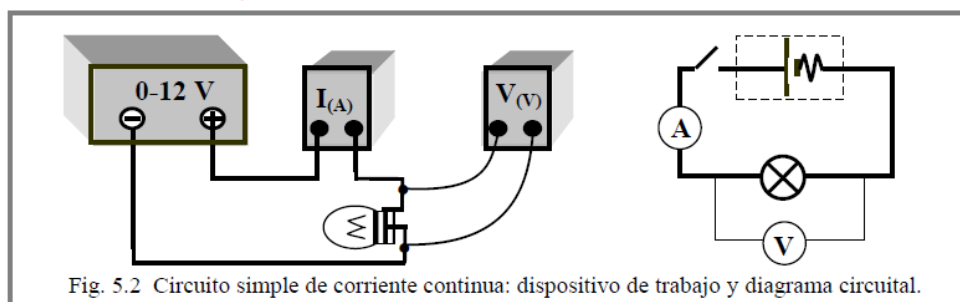 0-12 V
I(A)
V(V)
A
V
Fig. 5.2 Circuito simple de corriente continua: dispositivo de trabajo y diagrama circuital.